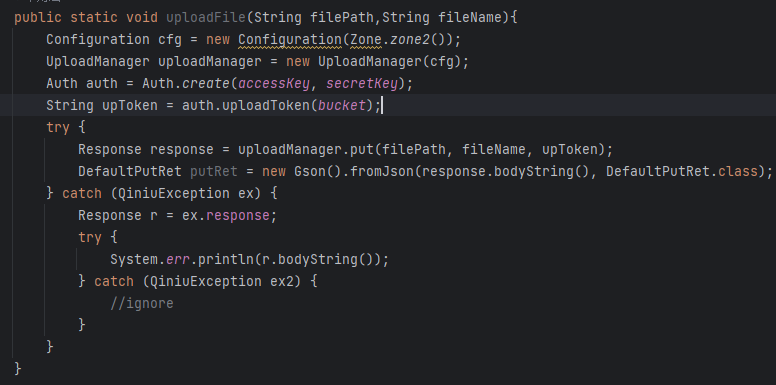 public static void uploadFile(String filePath,String fileName){
    Configuration cfg = new Configuration(Zone.zone2());
    UploadManager uploadManager = new UploadManager(cfg);
    Auth auth = Auth.create(accessKey, secretKey);
    String upToken = auth.uploadToken(bucket);
    try {
        Response response = uploadManager.put(filePath, fileName, upToken);
        DefaultPutRet putRet = new Gson().fromJson(response.bodyString(), DefaultPutRet.class);
    } catch (QiniuException ex) {
        Response r = ex.response;
        try {
            System.err.println(r.bodyString());
        } catch (QiniuException ex2) {
            //ignore
        }
    }
}